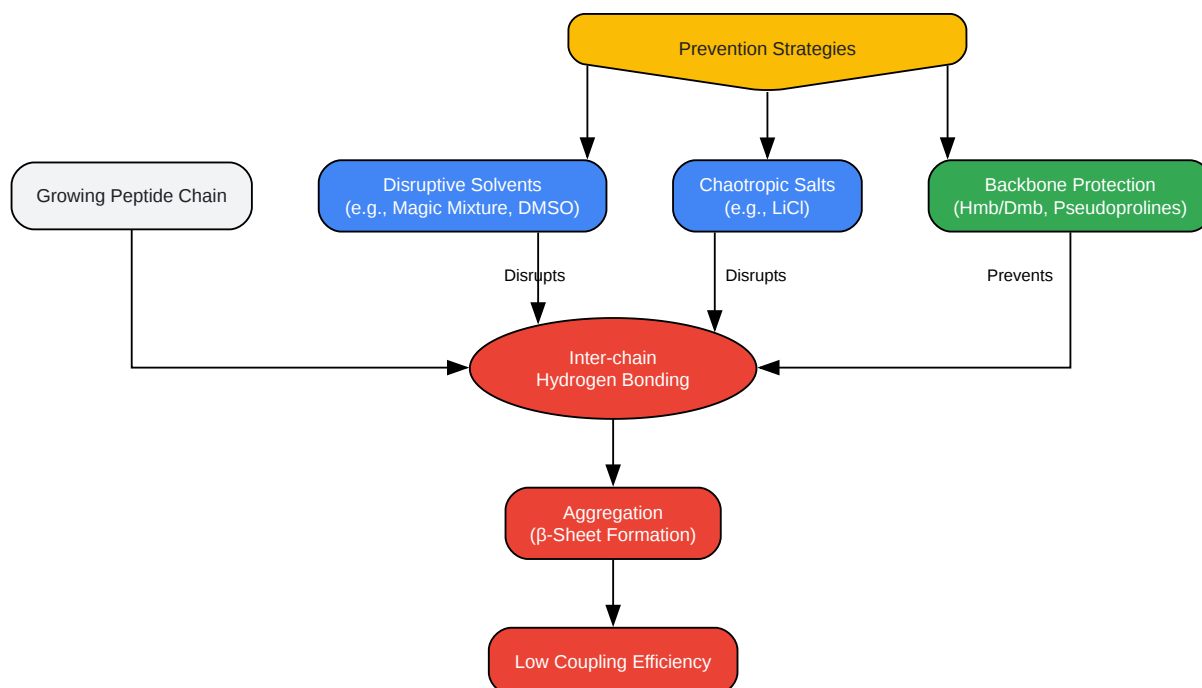 Prevention Strategies
Growing Peptide Chain
Disruptive Solvents
(e.g., Magic Mixture, DMSO)
Chaotropic Salts
(e.g., LiCl)
Backbone Protection
(Hmb/Dmb, Pseudoprolines)
Disrupts
Disrupts
Prevents
Inter-chain
Hydrogen Bonding
Aggregation
(β-Sheet Formation)
Low Coupling Efficiency